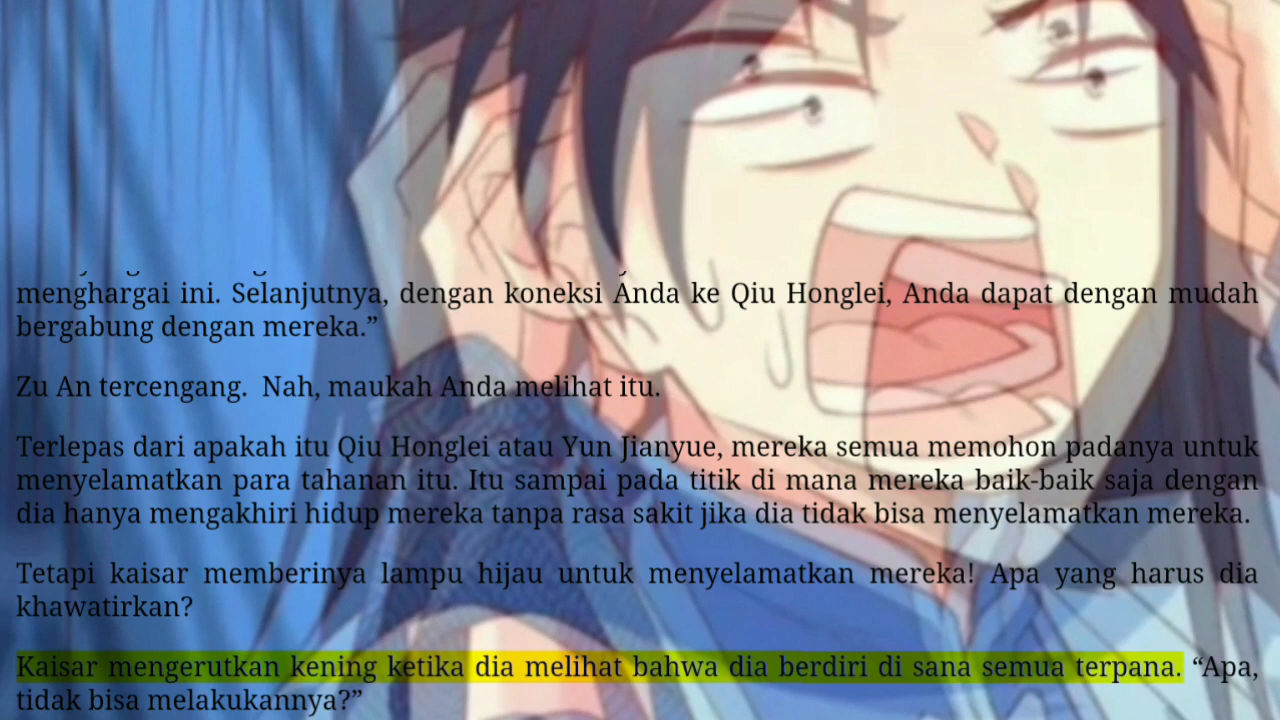 menghargai ini. Selanjutnya, dengan koneksi Anda ke Qiu Honglei, Anda dapat dengan mudah
bergabung dengan mereka.”
Zu An tercengang.  Nah, maukah Anda melihat itu.
Terlepas dari apakah itu Qiu Honglei atau Yun Jianyue, mereka semua memohon padanya untuk
menyelamatkan para tahanan itu. Itu sampai pada titik di mana mereka baik-baik saja dengan
dia hanya mengakhiri hidup mereka tanpa rasa sakit jika dia tidak bisa menyelamatkan mereka.
Tetapi kaisar memberinya lampu hijau untuk menyelamatkan mereka! Apa yang harus dia
khawatirkan?
Kaisar mengerutkan kening ketika dia melihat bahwa dia berdiri di sana semua terpana. “Apa,
tidak bisa melakukannya?”